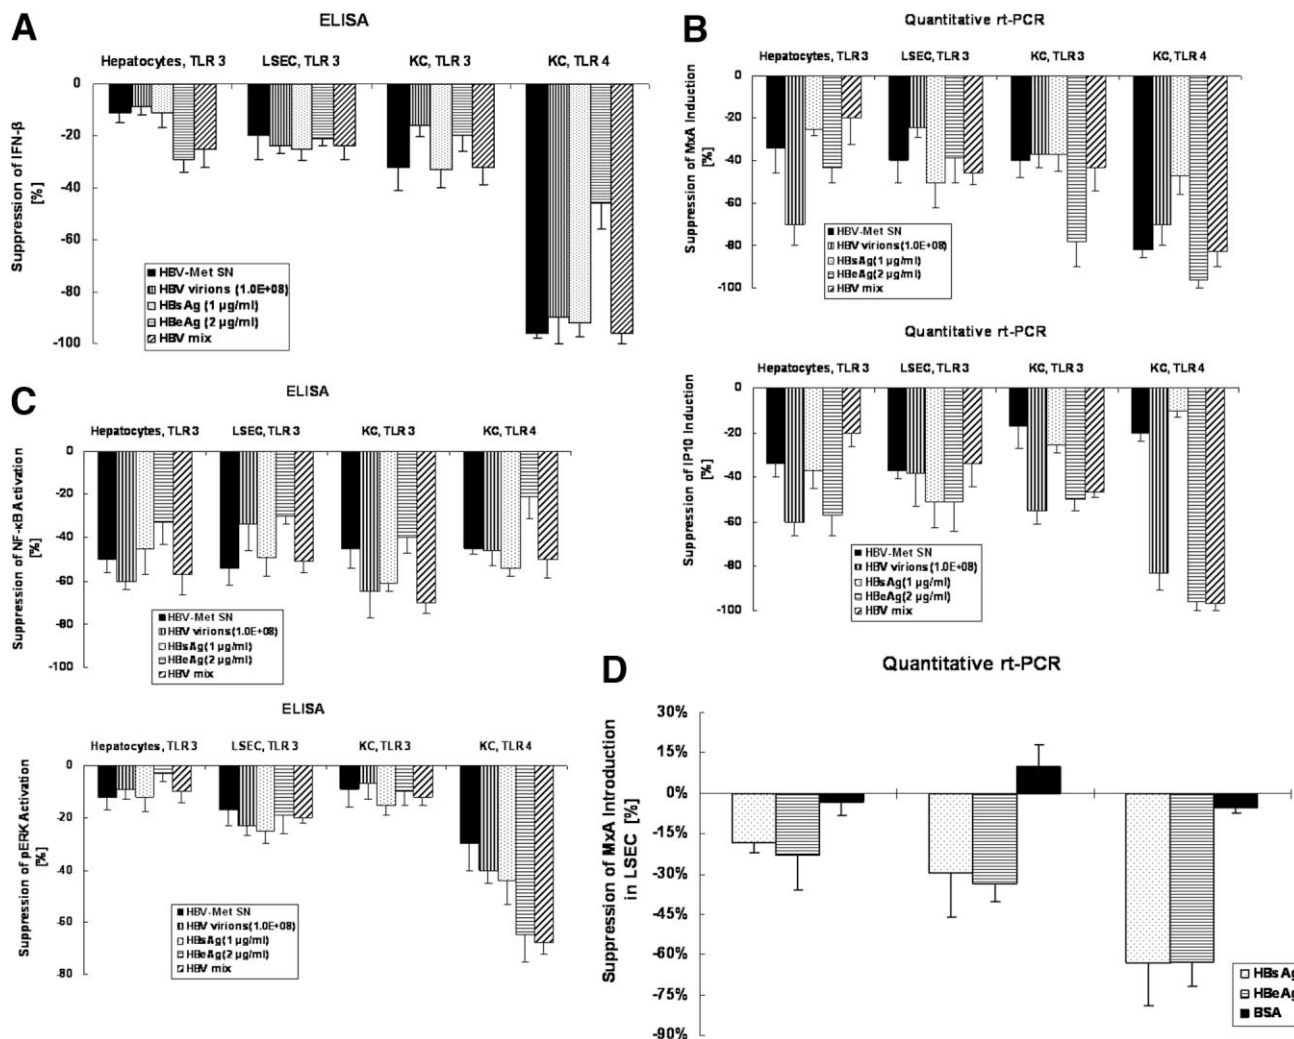 A
ELISA
Hepatocytes, TLR 3 LSEC, TLR 3 KC, TLR 3 KC, TLR 4
Suppression of IFN-β
[%]
0
-20
-40
-60
-80
-100
HBV-Met SN
HBV virions (1.0E+08)
HBsAg (1 µg/ml)
HBeAg (2 µg/ml)
HBV mix
B
Quantitative rt-PCR
Hepatocytes, TLR 3 LSEC, TLR 3 KC, TLR 3 KC, TLR 4
Suppression of MxA Induction
[%]
0
-20
-40
-60
-80
-100
HBV-Met SN
HBV virions (1.0E+08)
HBsAg (1 µg/ml)
HBeAg (2 µg/ml)
HBV mix
Quantitative rt-PCR
Hepatocytes, TLR 3 LSEC, TLR 3 KC, TLR 3 KC, TLR 4
Suppression of IP10 Induction
[%]
0
-20
-40
-60
-80
-100
HBV-Met SN
HBV virions (1.0E+08)
HBsAg (1 µg/ml)
HBeAg (2 µg/ml)
HBV mix
C
ELISA
Hepatocytes, TLR 3 LSEC, TLR 3 KC, TLR 3 KC, TLR 4
Suppression of NF-κB Activation
[%]
0
-20
-40
-60
-80
-100
HBV-Met SN
HBV virions (1.0E+08)
HBsAg (1 µg/ml)
HBeAg (2 µg/ml)
HBV mix
ELISA
Hepatocytes, TLR 3 LSEC, TLR 3 KC, TLR 3 KC, TLR 4
Suppression of pERK Activation
[%]
0
-20
-40
-60
80
HBV-Met SN
HBV virions (1.0E+08)
HBsAg (1 µg/ml)
HBeAg (2 µg/ml)
HBV mix
D
Quantitative rt-PCR
Suppression of MxA Introduction
in LSEC [%]
30%
15%
0%
-15%
-30%
-45%
-60%
-75%
-90%
HBsAg
HBeAg
BSA